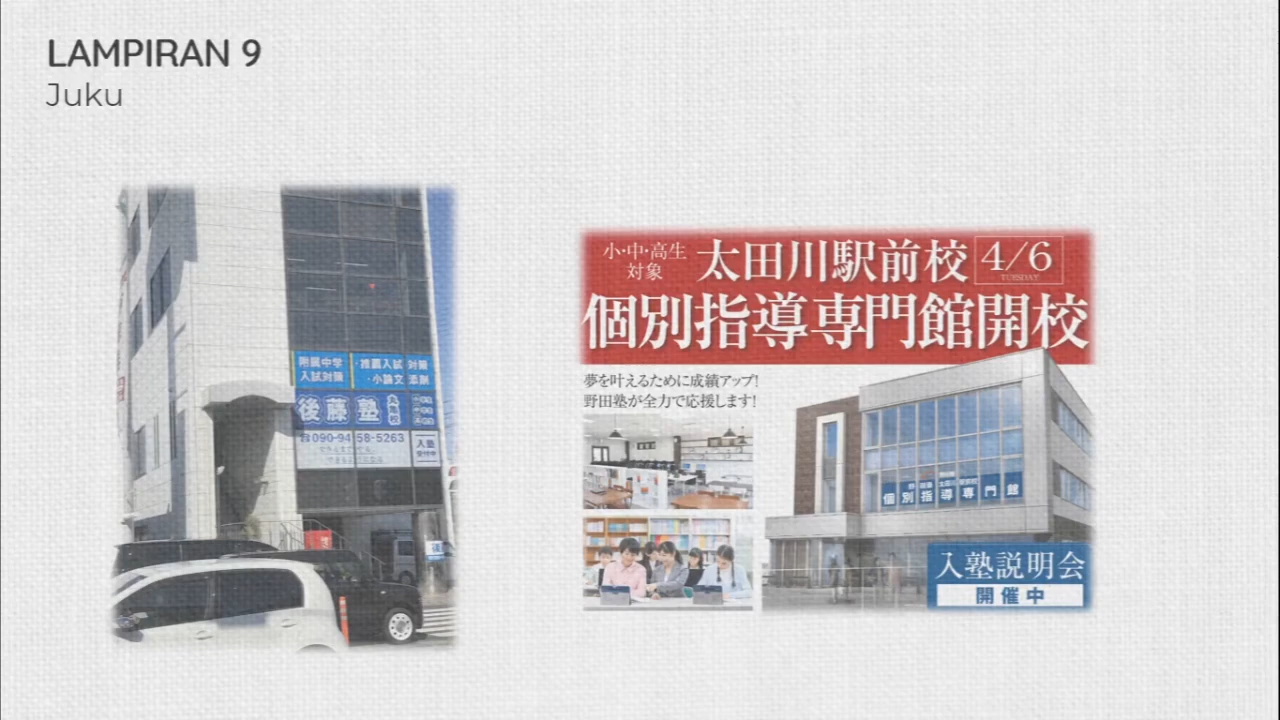 LAMPIRAN 9
Juku
附属中学
入試対策
・推薦入試 対策
・小論文 添削
後藤塾
入塾
受付中
☎090-9458-5263
小・中・高生
対象
太田川駅前校
4/6
TUESDAY
個別指導専門館開校
夢を叶えるために成績アップ!
野田塾が全力で応援します!
個別指導専門館
入塾説明会
開催中